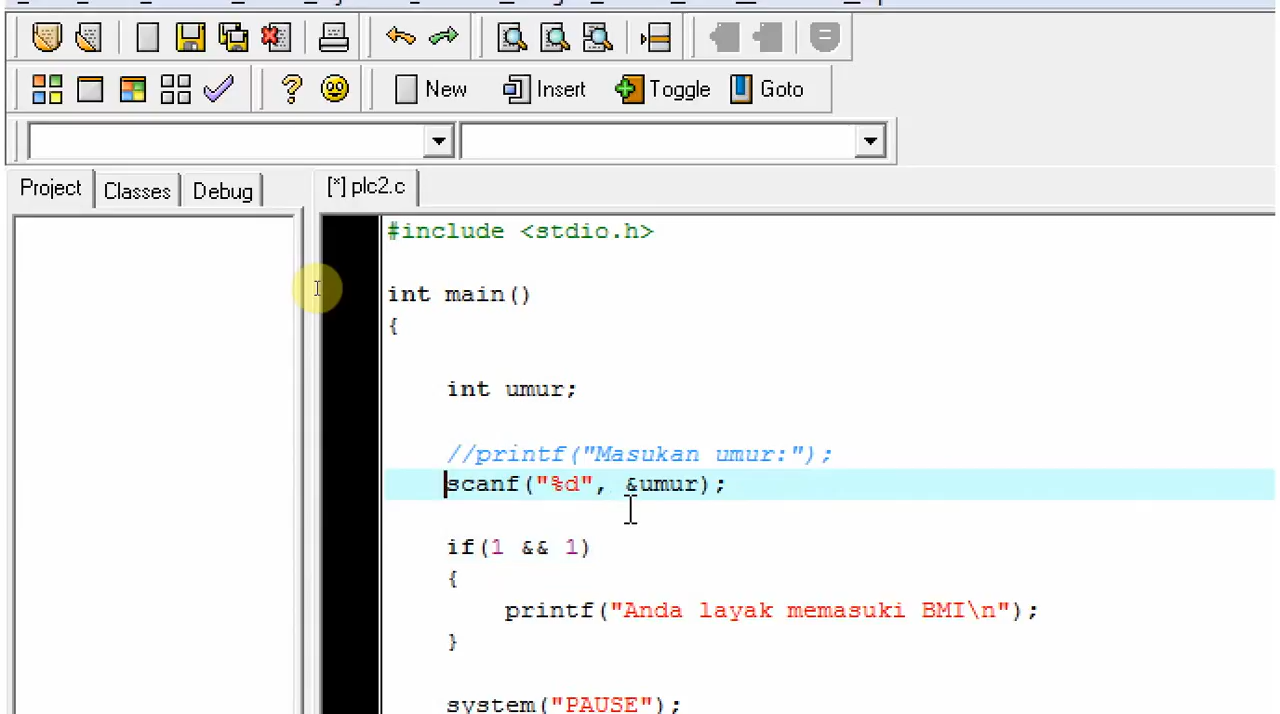 New Insert Toggle Goto
Project Classes Debug [*] plc2.c
#include <stdio.h>
int main()
{
int umur;
//printf("Masukan umur:");
scanf("%d", &umur);
if(1 && 1)
{
printf("Anda layak memasuki BMI\n");
}
system("PAUSE");